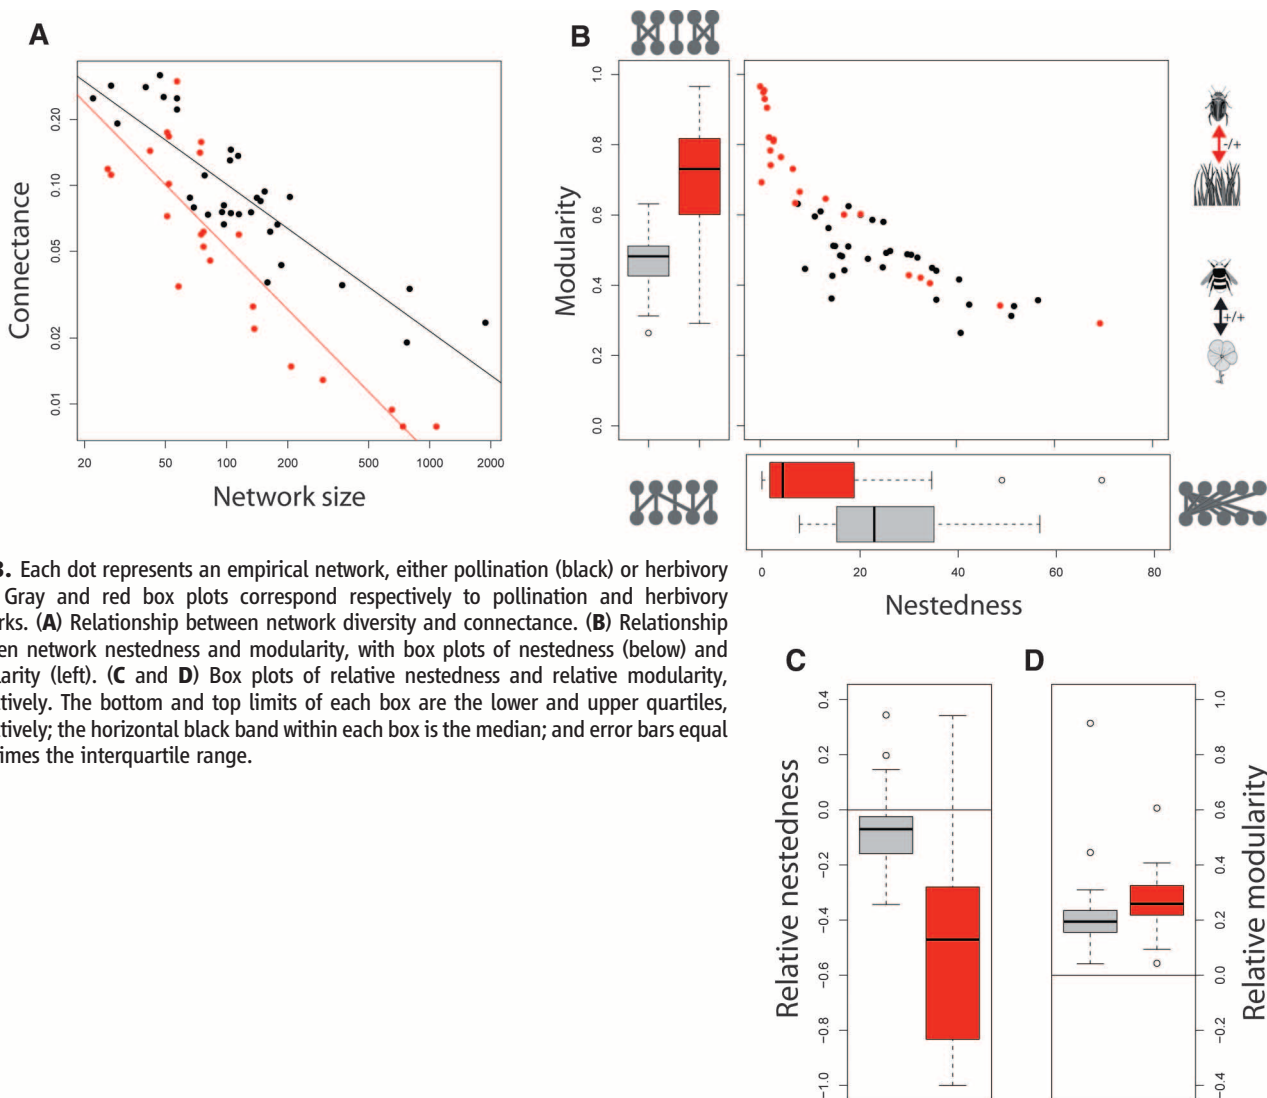 A
B
Connectance
0.20
0.10
0.05
0.02
0.01
20
50
100
200
500
1000
2000
Network size
Modularity
1.0
0.8
0.6
0.4
0.2
0.0
-/+
+/+
0
20
40
60
80
Nestedness
3. Each dot represents an empirical network, either pollination (black) or herbivory
Gray and red box plots correspond respectively to pollination and herbivory
rks. (A) Relationship between network diversity and connectance. (B) Relationship
en network nestedness and modularity, with box plots of nestedness (below) and
larity (left). (C and D) Box plots of relative nestedness and relative modularity,
ctively. The bottom and top limits of each box are the lower and upper quartiles,
ctively; the horizontal black band within each box is the median; and error bars equal
times the interquartile range.
C
D
Relative nestedness
0.4
0.2
0.0
−0.2
−0.4
−0.6
−0.8
−1.0
1.0
0.8
0.6
0.4
0.2
0.0
−0.2
−0.4
Relative modularity